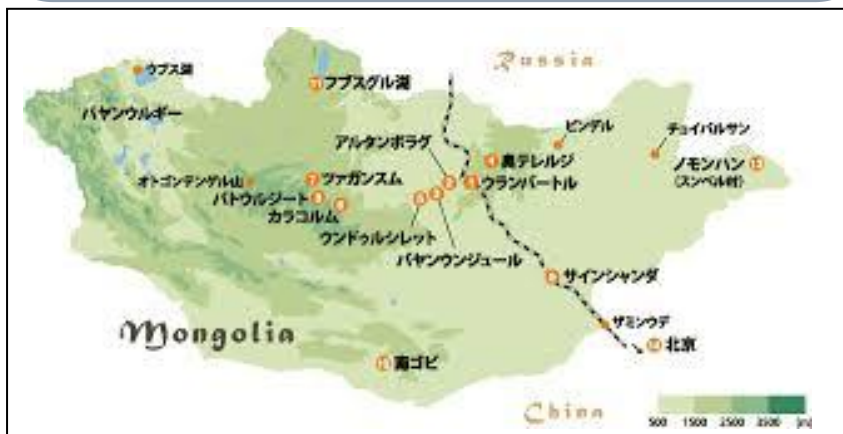 Russia
ウブス湖
フブスグル湖
バヤンウルギー
アルタンボラグ
ビンデル
チョイバルサン
奥テレルジ
ノモンハン
(スンベル村)
オトゴンテンゲル山
ツァガンスム
ウランバートル
バトウルジート
カラコルム
ウンドゥルシレット
バヤンウンジュール
サインシャンダ
Mongolia
ザミンウデ
北京
南ゴビ
China
500 1500 2500 3500 (m)